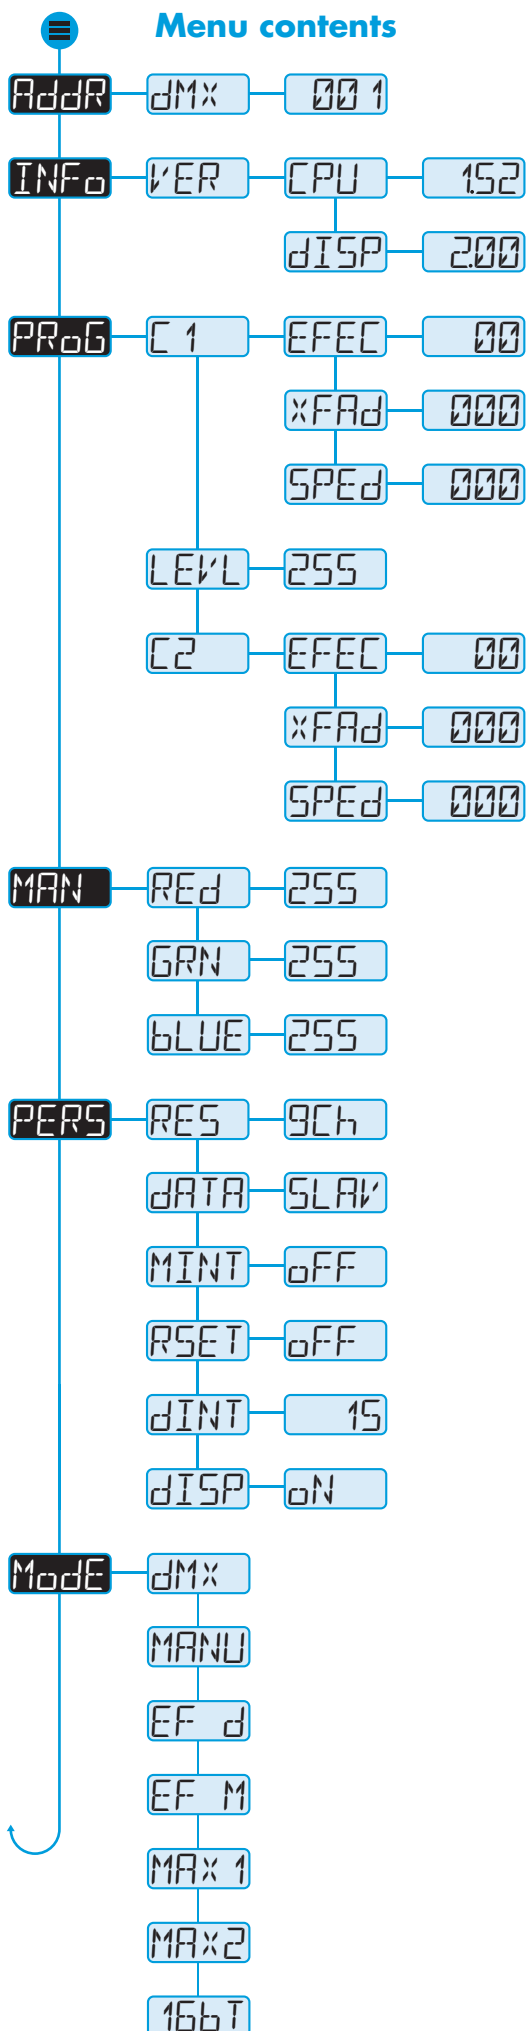 Menu contents
AddR dMX 001
INFo VER CPU 1.52
dISP 2.00
PRoG C 1 EFEC 00
XFAd 000
SPEd 000
LEVL 255
C2 EFEC 00
XFAd 000
SPEd 000
MAN REd 255
GRN 255
bLUE 255
PERS RES 9Ch
dATA SLAV
MINT oFF
RSET oFF
dINT 15
dISP oN
ModE dMX
MANU
EF d
EF M
MAX 1
MAX2
16bT